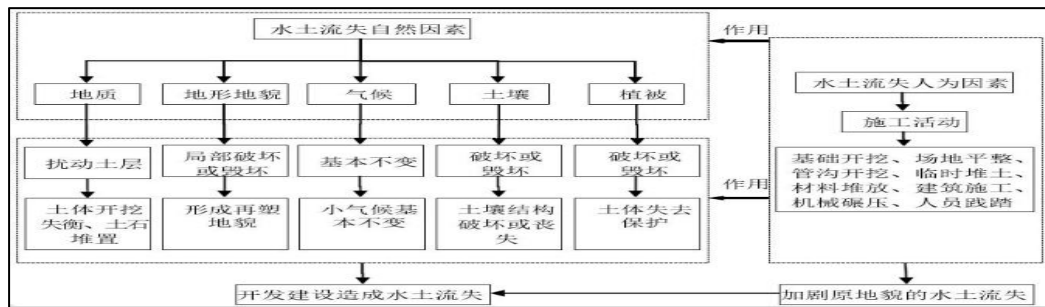 水土流失自然因素
作用
地质
地形地貌
气候
土壤
植被
水土流失人为因素
施工活动
扰动土层
局部破坏
或毁坏
基本不变
破坏或
毁坏
破坏或
毁坏
基础开挖、场地平整、
管沟开挖、临时堆土、
材料堆放、建筑施工、
机械碾压、人员践踏
作用
土体开挖
失衡、土石
堆置
形成再塑
地貌
小气候基
本不变
土壤结构
破坏或丧
失
土体失去
保护
开发建设造成水土流失
加剧原地貌的水土流失